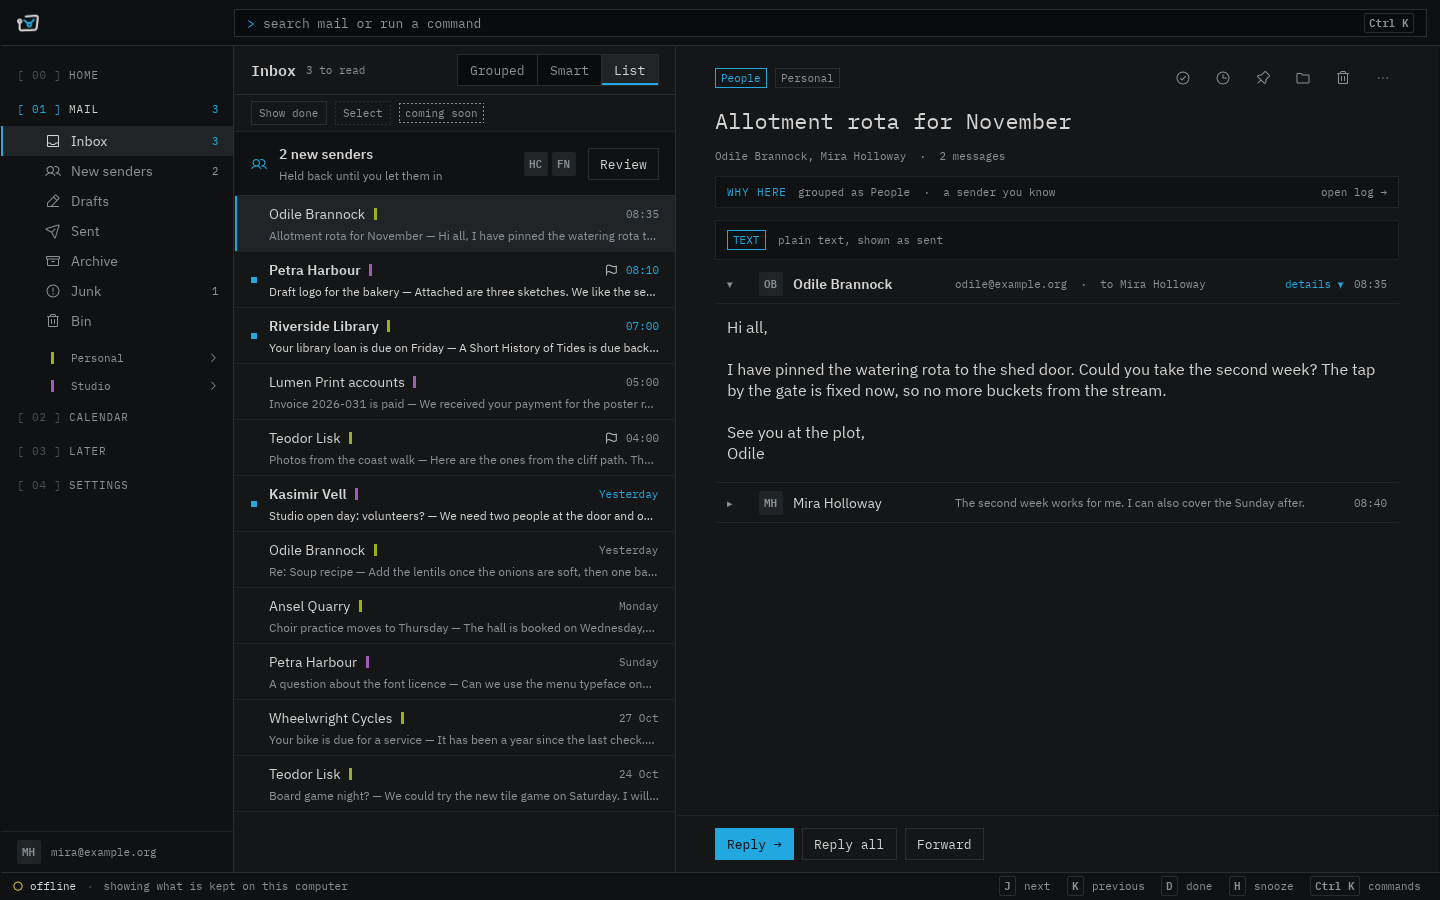 > search mail or run a command Ctrl K
[ 00 ] HOME
[ 01 ] MAIL 3
Inbox 3
New senders 2
Drafts
Sent
Archive
Junk 1
Bin
Personal
Studio
[ 02 ] CALENDAR
[ 03 ] LATER
[ 04 ] SETTINGS
MH mira@example.org
Inbox 3 to read Grouped Smart List
Show done Select coming soon
2 new senders
Held back until you let them in
HC FN Review
Odile Brannock 08:35
Allotment rota for November — Hi all, I have pinned the watering rota t...
Petra Harbour 08:10
Draft logo for the bakery — Attached are three sketches. We like the se...
Riverside Library 07:00
Your library loan is due on Friday — A Short History of Tides is due back...
Lumen Print accounts 05:00
Invoice 2026-031 is paid — We received your payment for the poster r...
Teodor Lisk 04:00
Photos from the coast walk — Here are the ones from the cliff path. Th...
Kasimir Vell Yesterday
Studio open day: volunteers? — We need two people at the door and o...
Odile Brannock Yesterday
Re: Soup recipe — Add the lentils once the onions are soft, then one ba...
Ansel Quarry Monday
Choir practice moves to Thursday — The hall is booked on Wednesday,...
Petra Harbour Sunday
A question about the font licence — Can we use the menu typeface on...
Wheelwright Cycles 27 Oct
Your bike is due for a service — It has been a year since the last check....
Teodor Lisk 24 Oct
Board game night? — We could try the new tile game on Saturday. I will...
People Personal
Allotment rota for November
Odile Brannock, Mira Holloway · 2 messages
WHY HERE grouped as People · a sender you know open log →
TEXT plain text, shown as sent
▾ OB Odile Brannock odile@example.org · to Mira Holloway details ▾ 08:35
Hi all,
I have pinned the watering rota to the shed door. Could you take the second week? The tap
by the gate is fixed now, so no more buckets from the stream.
See you at the plot,
Odile
▸ MH Mira Holloway The second week works for me. I can also cover the Sunday after. 08:40
Reply → Reply all Forward
offline · showing what is kept on this computer
J next K previous D done H snooze Ctrl K commands